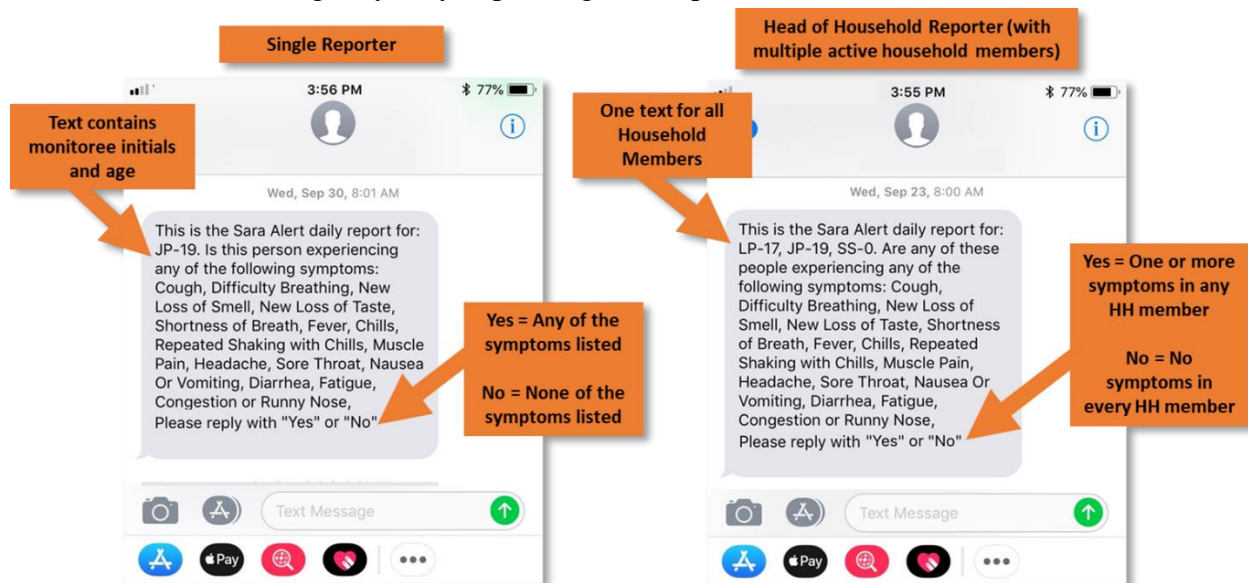 Single Reporter
Head of Household Reporter (with
multiple active household members)
3:56 PM
77%
Text contains
monitoree initials
and age
Wed, Sep 30, 8:01 AM
This is the Sara Alert daily report for:
JP-19. Is this person experiencing
any of the following symptoms:
Cough, Difficulty Breathing, New
Loss of Smell, New Loss of Taste,
Shortness of Breath, Fever, Chills,
Repeated Shaking with Chills, Muscle
Pain, Headache, Sore Throat, Nausea
Or Vomiting, Diarrhea, Fatigue,
Congestion or Runny Nose,
Please reply with "Yes" or "No"
Yes = Any of the
symptoms listed
No = None of the
symptoms listed
Text Message
Pay
3:55 PM
77%
One text for all
Household
Members
Wed, Sep 23, 8:00 AM
This is the Sara Alert daily report for:
LP-17, JP-19, SS-0. Are any of these
people experiencing any of the
following symptoms: Cough,
Difficulty Breathing, New Loss of
Smell, New Loss of Taste, Shortness
of Breath, Fever, Chills, Repeated
Shaking with Chills, Muscle Pain,
Headache, Sore Throat, Nausea Or
Vomiting, Diarrhea, Fatigue,
Congestion or Runny Nose,
Please reply with "Yes" or "No"
Yes = One or more
symptoms in any
HH member
No = No
symptoms in
every HH member
Text Message
Pay